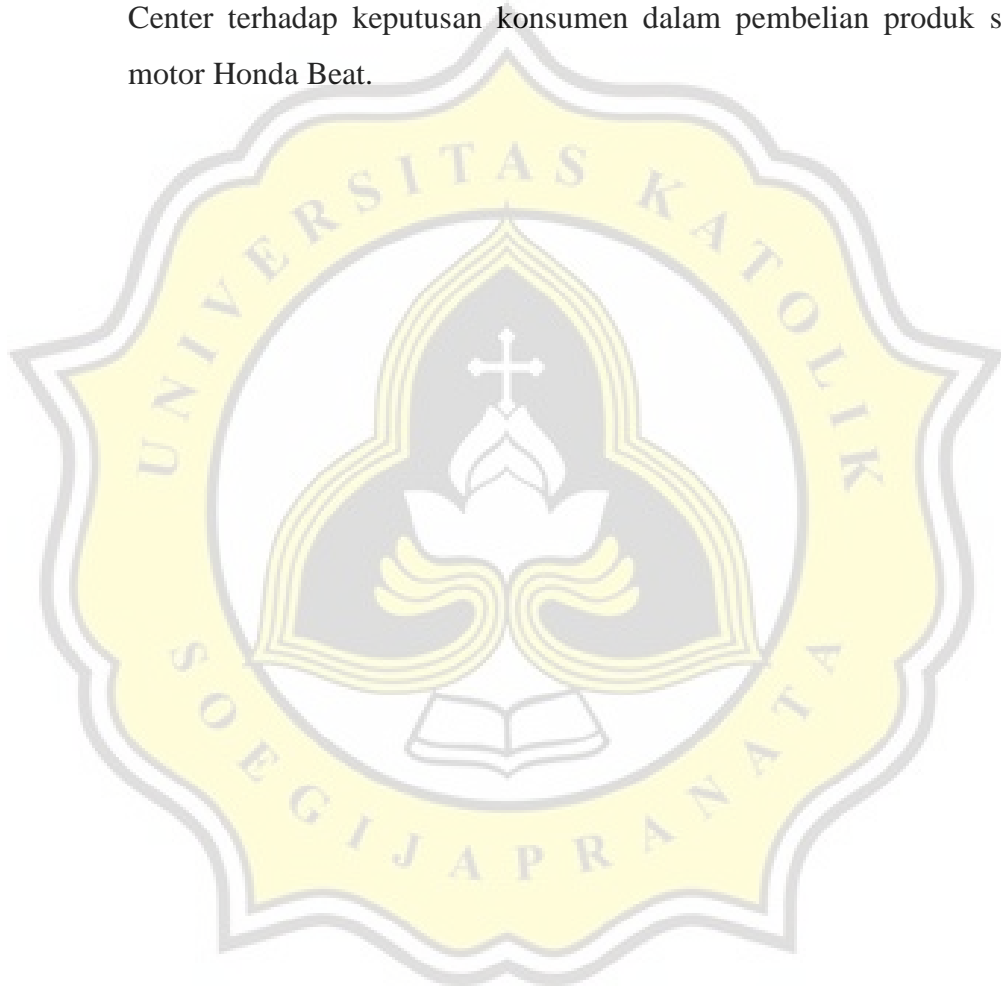 Center terhadap keputusan konsumen dalam pembelian produk s
motor Honda Beat.
UNIVERSITAS KATOLIK
SOEGIJAPRANATA